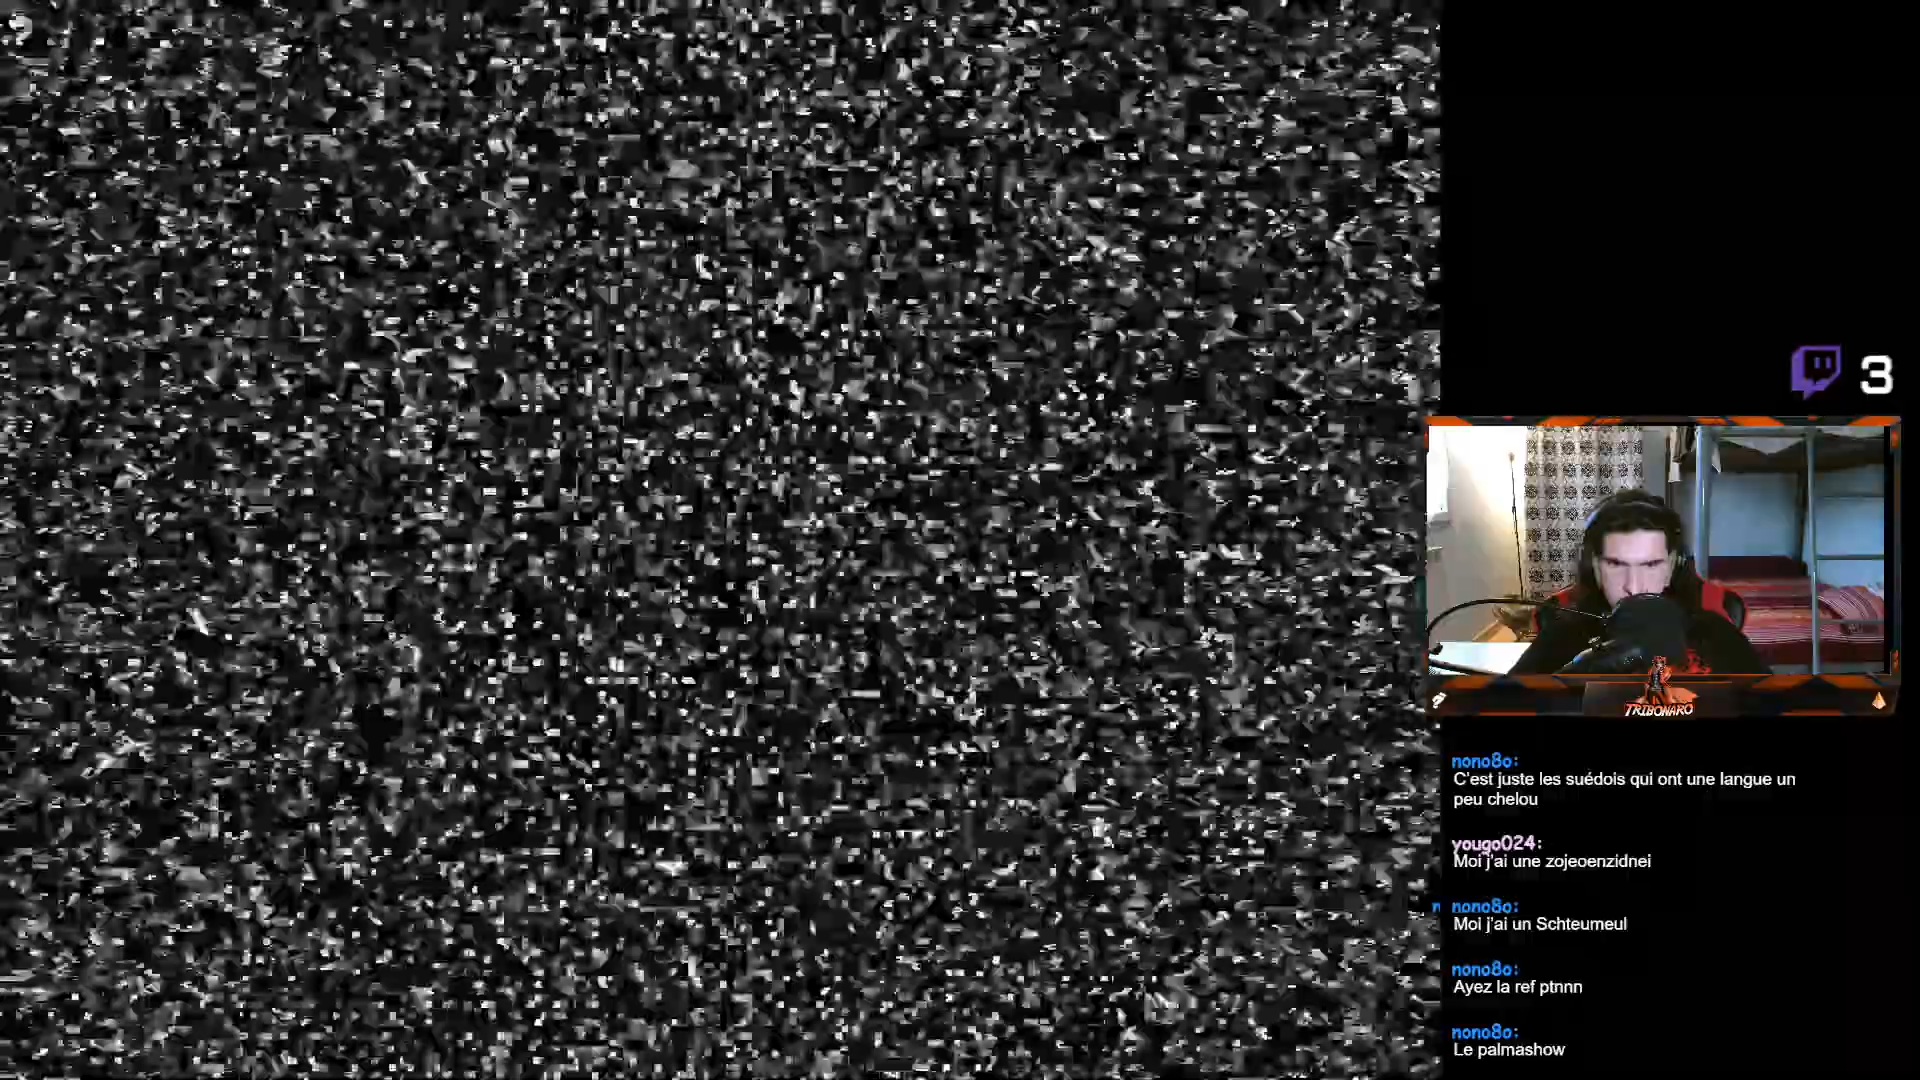 3
TRIBONARO
nono8o:
C'est juste les suédois qui ont une langue un
peu chelou
yougo024:
Moi j'ai une zojeoenzidnei
nono8o:
Moi j'ai un Schteumeul
nono8o:
Ayez la ref ptnnn
nono8o:
Le palmashow